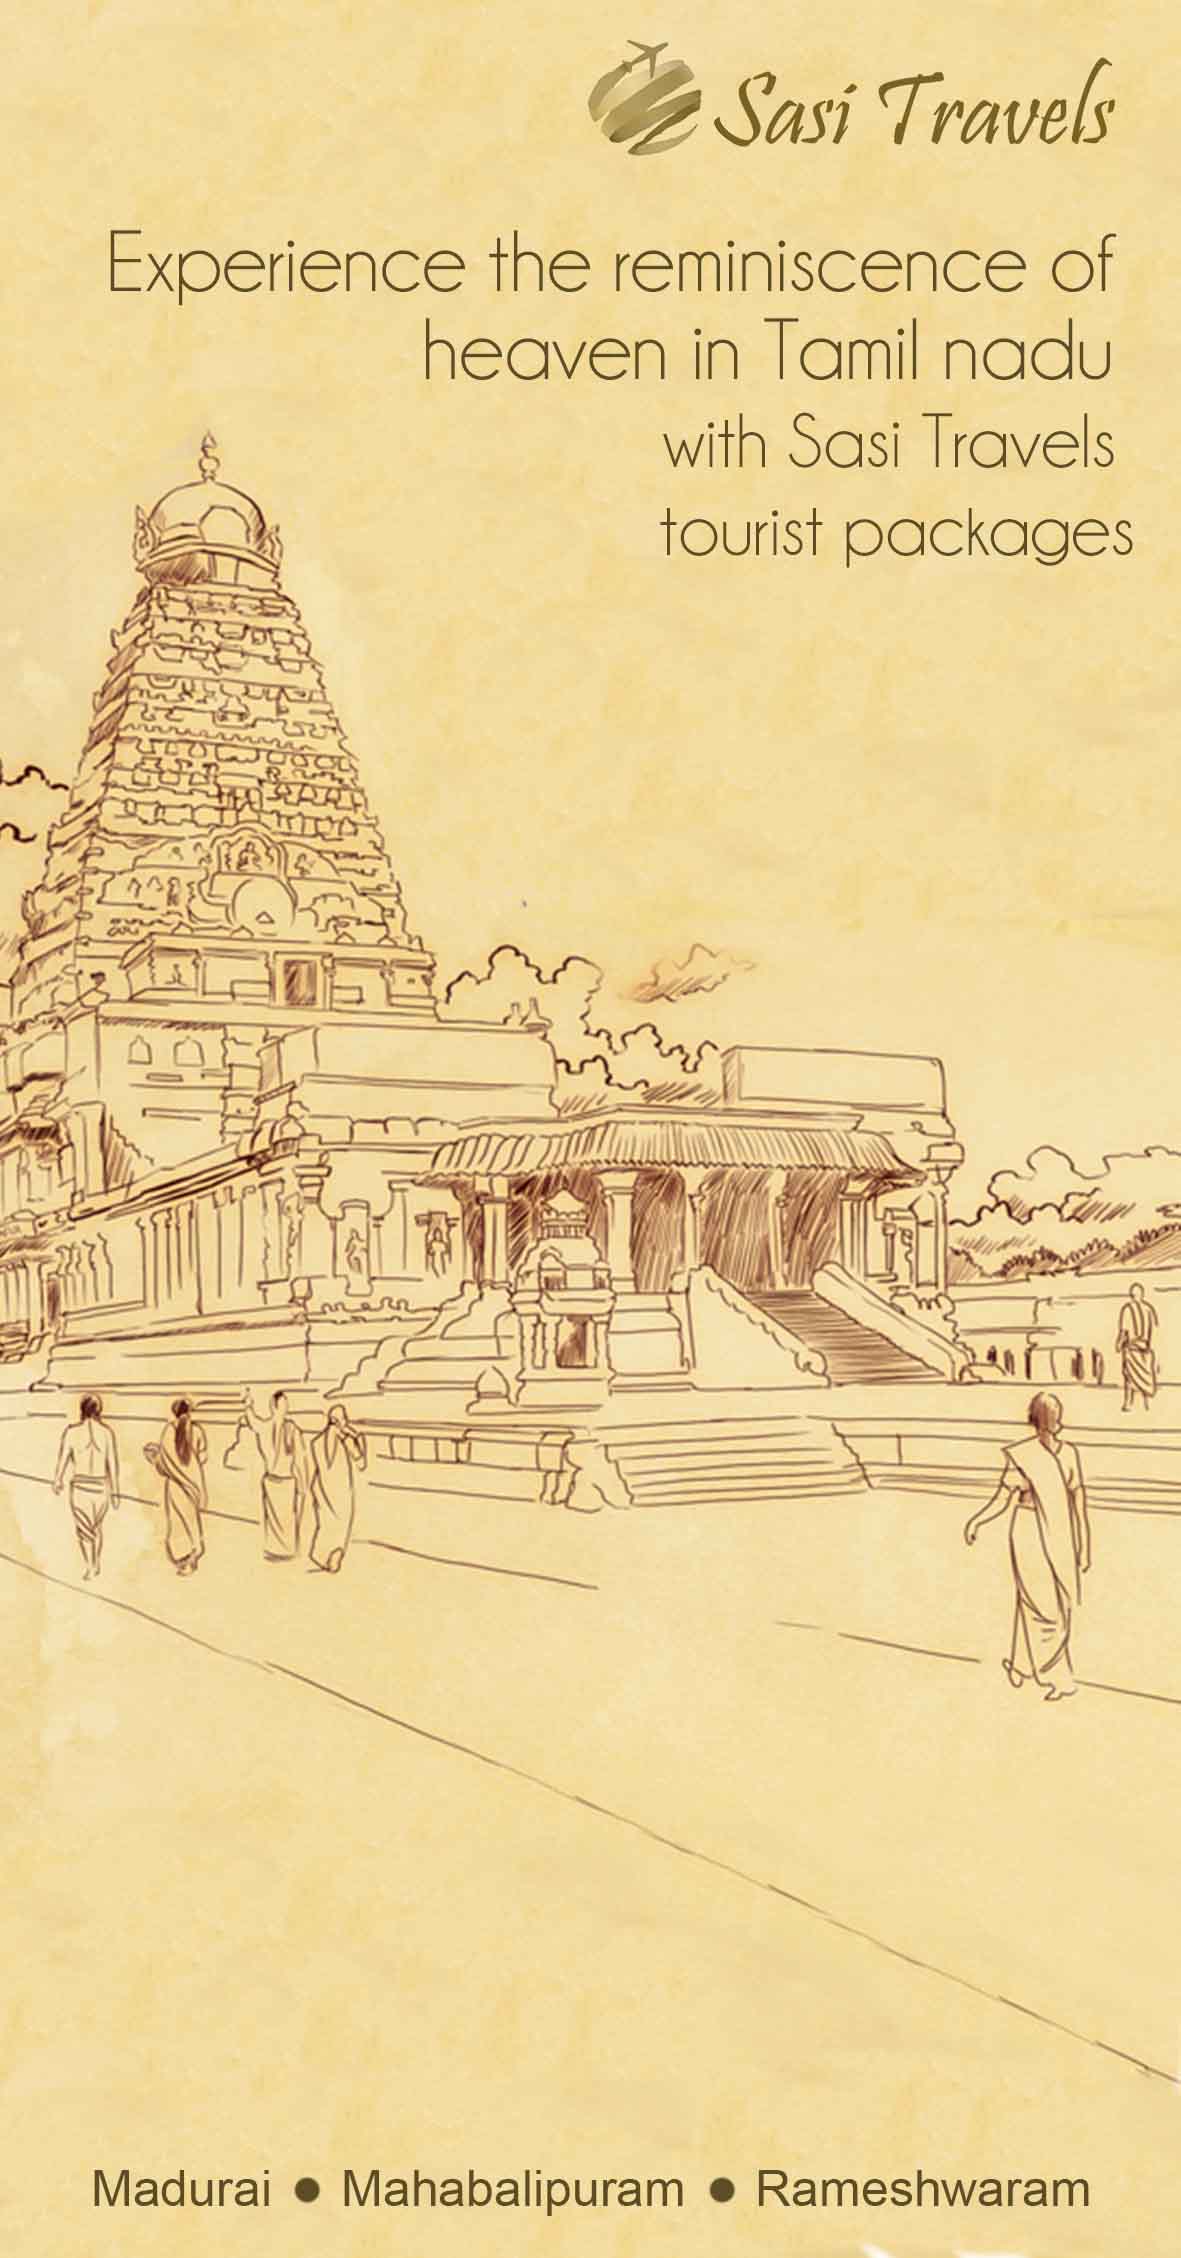 Sasi Travels
Experience the reminiscence of
heaven in Tamil nadu
with Sasi Travels
tourist packages
Madurai ● Mahabalipuram ● Rameshwaram